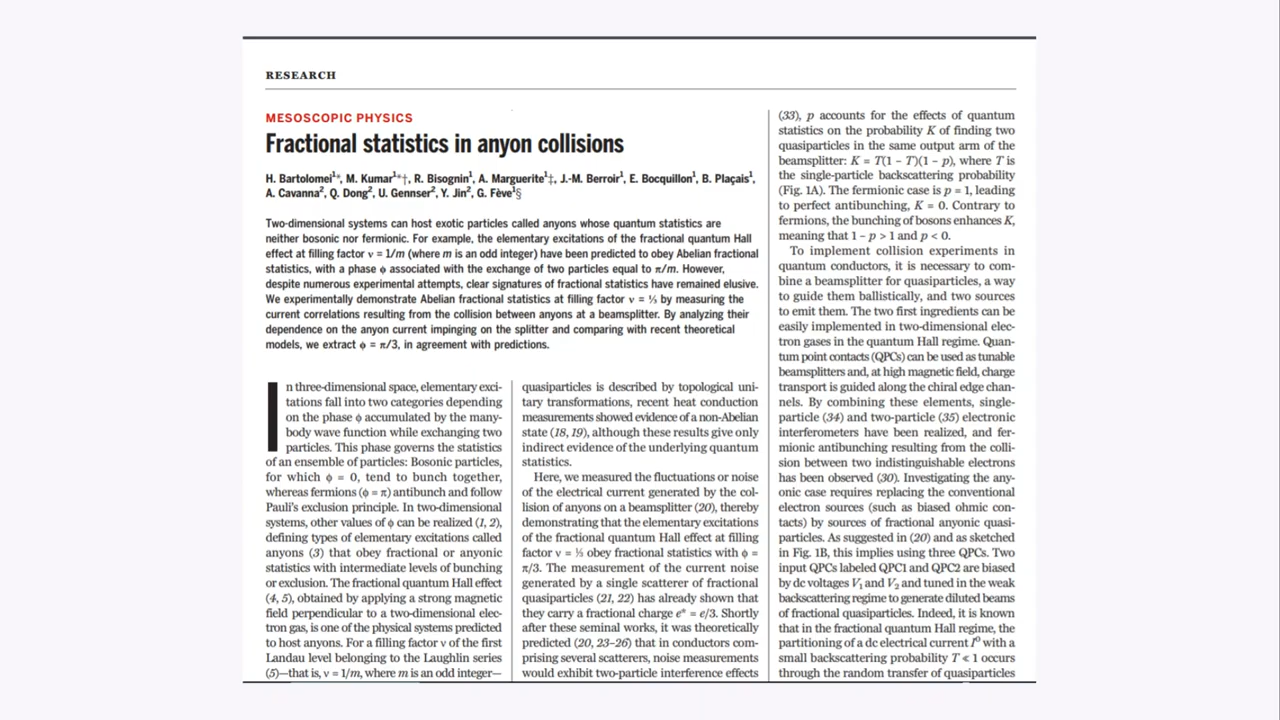 RESEARCH
MESOSCOPIC PHYSICS
Fractional statistics in anyon collisions
H. Bartolomei¹*, M. Kumar¹*†, R. Bisognin¹, A. Marguerite¹‡, J.-M. Berroir¹, E. Bocquillon¹, B. Plaçais¹,
A. Cavanna², Q. Dong², U. Gennser², Y. Jin², G. Fève¹§
Two-dimensional systems can host exotic particles called anyons whose quantum statistics are
neither bosonic nor fermionic. For example, the elementary excitations of the fractional quantum Hall
effect at filling factor ν = 1/m (where m is an odd integer) have been predicted to obey Abelian fractional
statistics, with a phase ϕ associated with the exchange of two particles equal to π/m. However,
despite numerous experimental attempts, clear signatures of fractional statistics have remained elusive.
We experimentally demonstrate Abelian fractional statistics at filling factor ν = ⅓ by measuring the
current correlations resulting from the collision between anyons at a beamsplitter. By analyzing their
dependence on the anyon current impinging on the splitter and comparing with recent theoretical
models, we extract ϕ = π/3, in agreement with predictions.
In three-dimensional space, elementary exci-
tations fall into two categories depending
on the phase ϕ accumulated by the many-
body wave function while exchanging two
particles. This phase governs the statistics
of an ensemble of particles: Bosonic particles,
for which ϕ = 0, tend to bunch together,
whereas fermions (ϕ = π) antibunch and follow
Pauli's exclusion principle. In two-dimensional
systems, other values of ϕ can be realized (1, 2),
defining types of elementary excitations called
anyons (3) that obey fractional or anyonic
statistics with intermediate levels of bunching
or exclusion. The fractional quantum Hall effect
(4, 5), obtained by applying a strong magnetic
field perpendicular to a two-dimensional elec-
tron gas, is one of the physical systems predicted
to host anyons. For a filling factor ν of the first
Landau level belonging to the Laughlin series
(5)—that is, ν = 1/m, where m is an odd integer—
quasiparticles is described by topological uni-
tary transformations, recent heat conduction
measurements showed evidence of a non-Abelian
state (18, 19), although these results give only
indirect evidence of the underlying quantum
statistics.
Here, we measured the fluctuations or noise
of the electrical current generated by the col-
lision of anyons on a beamsplitter (20), thereby
demonstrating that the elementary excitations
of the fractional quantum Hall effect at filling
factor ν = ⅓ obey fractional statistics with ϕ =
π/3. The measurement of the current noise
generated by a single scatterer of fractional
quasiparticles (21, 22) has already shown that
they carry a fractional charge e* = e/3. Shortly
after these seminal works, it was theoretically
predicted (20, 23–26) that in conductors com-
prising several scatterers, noise measurements
would exhibit two-particle interference effects
(33), p accounts for the effects of quantum
statistics on the probability K of finding two
quasiparticles in the same output arm of the
beamsplitter: K = T(1 − T)(1 − p), where T is
the single-particle backscattering probability
(Fig. 1A). The fermionic case is p = 1, leading
to perfect antibunching, K = 0. Contrary to
fermions, the bunching of bosons enhances K,
meaning that 1 − p > 1 and p < 0.
To implement collision experiments in
quantum conductors, it is necessary to com-
bine a beamsplitter for quasiparticles, a way
to guide them ballistically, and two sources
to emit them. The two first ingredients can be
easily implemented in two-dimensional elec-
tron gases in the quantum Hall regime. Quan-
tum point contacts (QPCs) can be used as tunable
beamsplitters and, at high magnetic field, charge
transport is guided along the chiral edge chan-
nels. By combining these elements, single-
particle (34) and two-particle (35) electronic
interferometers have been realized, and fer-
mionic antibunching resulting from the colli-
sion between two indistinguishable electrons
has been observed (30). Investigating the any-
onic case requires replacing the conventional
electron sources (such as biased ohmic con-
tacts) by sources of fractional anyonic quasi-
particles. As suggested in (20) and as sketched
in Fig. 1B, this implies using three QPCs. Two
input QPCs labeled QPC1 and QPC2 are biased
by dc voltages V₁ and V₂ and tuned in the weak
backscattering regime to generate diluted beams
of fractional quasiparticles. Indeed, it is known
that in the fractional quantum Hall regime, the
partitioning of a dc electrical current I⁰ with a
small backscattering probability T ≪ 1 occurs
through the random transfer of quasiparticles